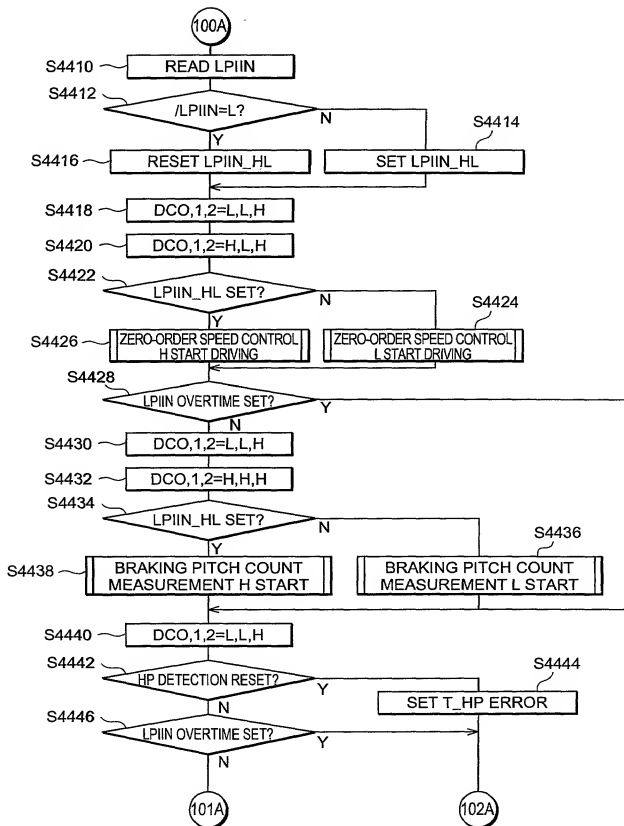 100A
S4410
READ LPIIN
S4412
/LPIIN=L?
N
Y
S4414
S4416
RESET LPIIN_HL
SET LPIIN_HL
S4418
DCO,1,2=L,L,H
S4420
DCO,1,2=H,L,H
S4422
LPIIN_HL SET?
N
Y
S4424
S4426
ZERO-ORDER SPEED CONTROL
H START DRIVING
ZERO-ORDER SPEED CONTROL
L START DRIVING
S4428
LPIIN OVERTIME SET?
Y
N
S4430
DCO,1,2=L,L,H
S4432
DCO,1,2=H,H,H
S4434
LPIIN_HL SET?
N
Y
S4436
S4438
BRAKING PITCH COUNT
MEASUREMENT H START
BRAKING PITCH COUNT
MEASUREMENT L START
S4440
DCO,1,2=L,L,H
S4442
HP DETECTION RESET?
Y
N
S4444
SET T_HP ERROR
S4446
LPIIN OVERTIME SET?
Y
N
101A
102A